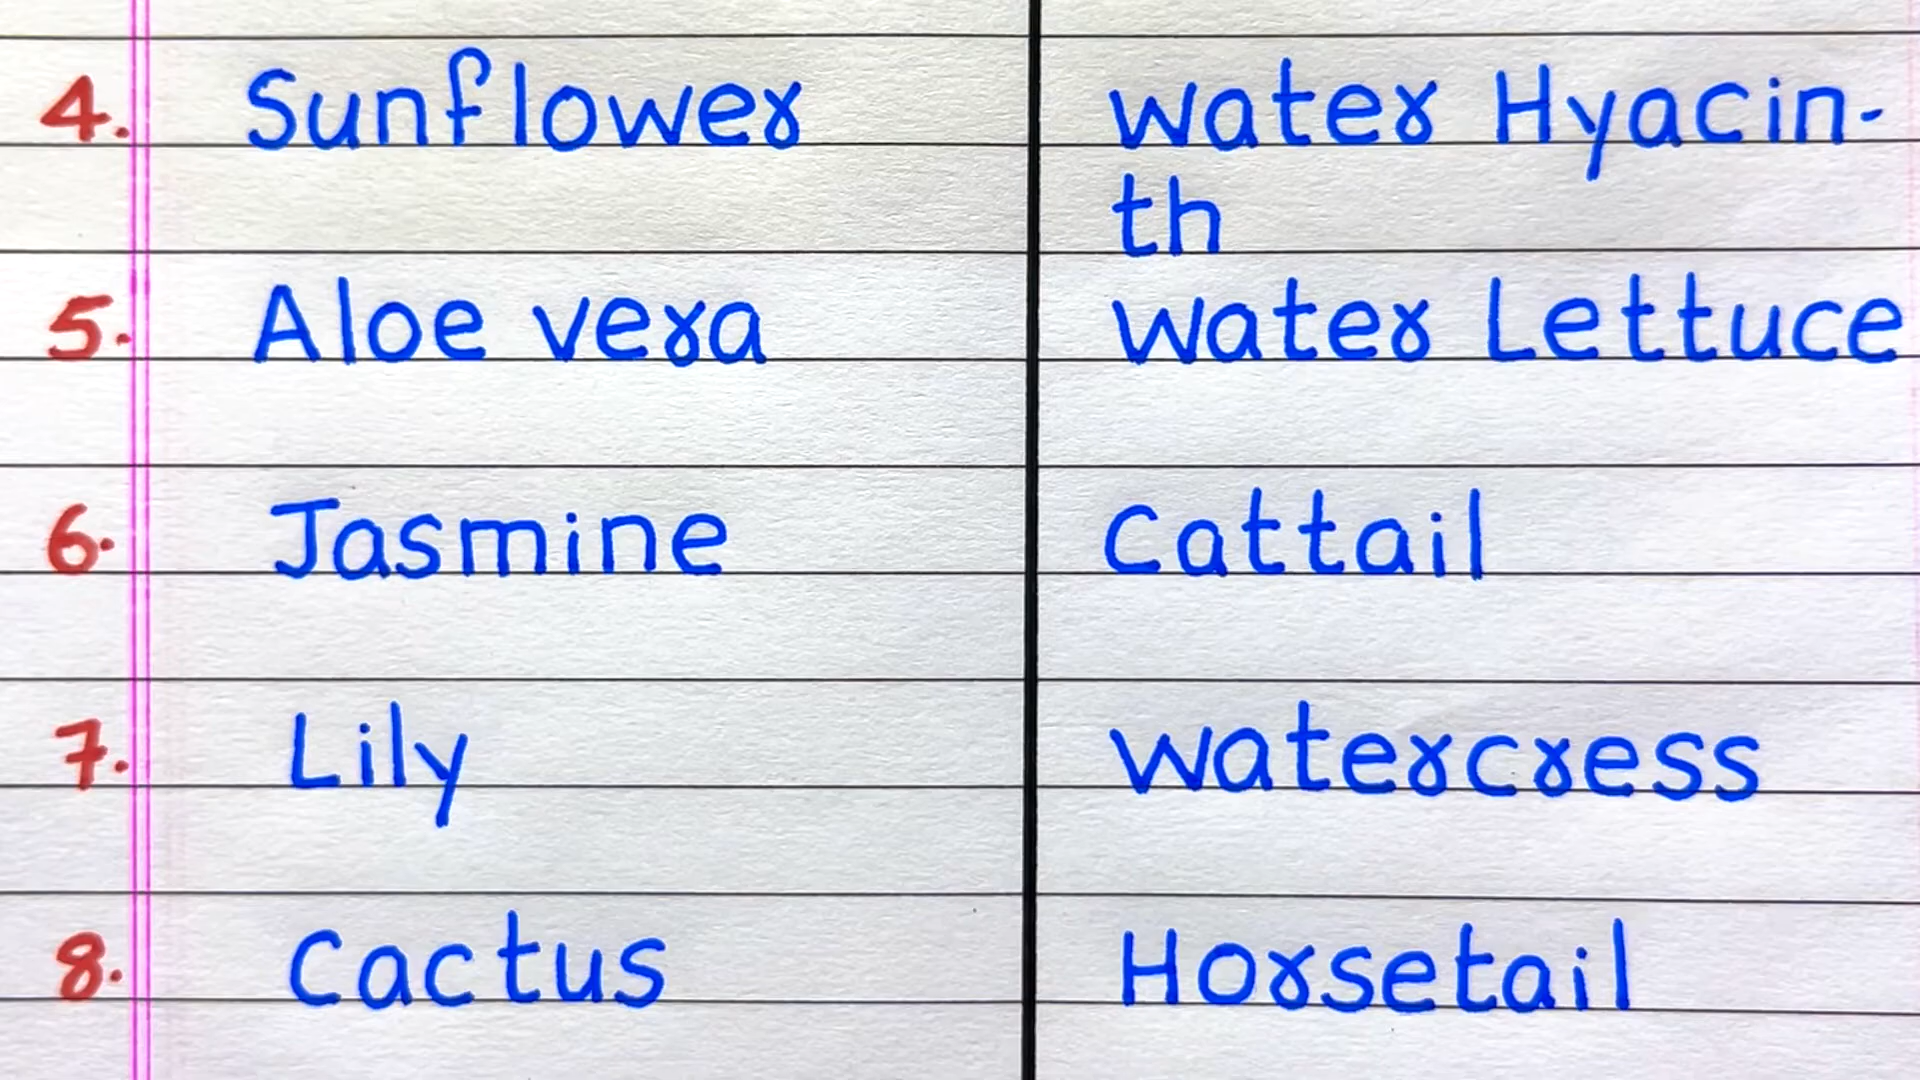 4. Sunflower water Hyacin-
th
5. Aloe vera water Lettuce
6. Jasmine Cattail
7. Lily watercress
8. Cactus Horsetail